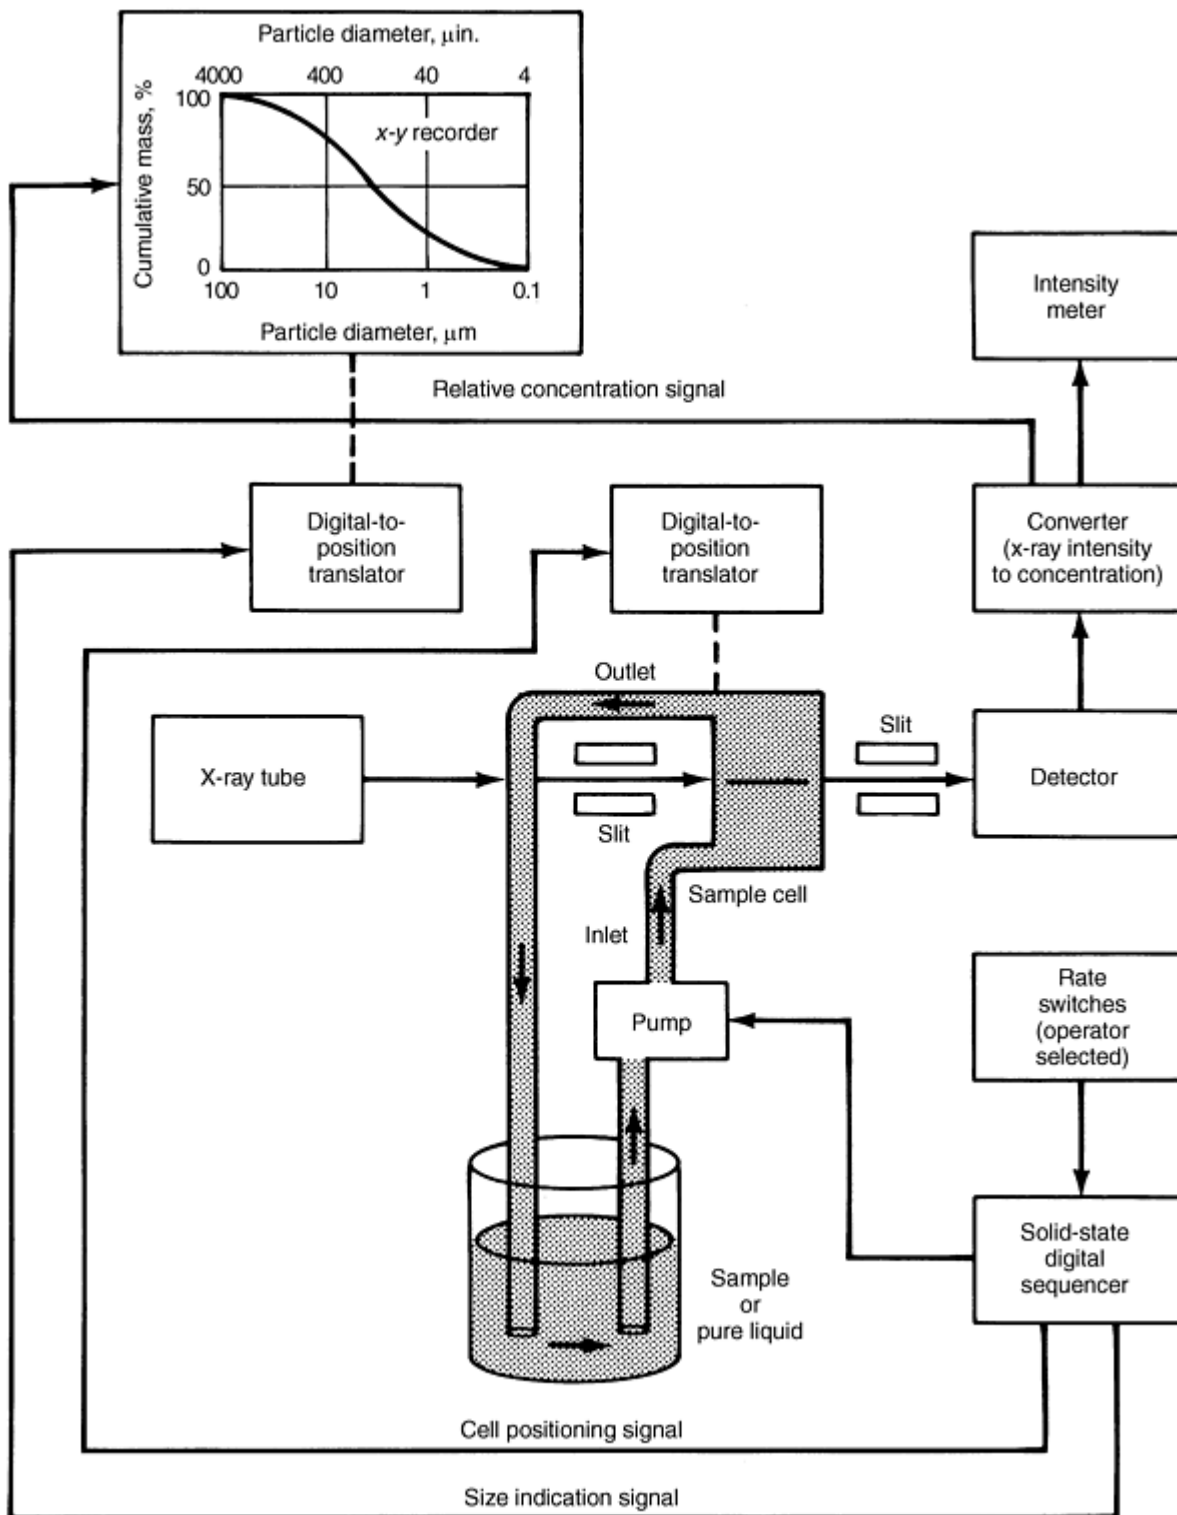 Particle diameter, μin.
4000 400 40 4
Cumulative mass, %
100
50
0
x-y recorder
100 10 1 0.1
Particle diameter, μm
Intensity
meter
Relative concentration signal
Digital-to-
position
translator
Digital-to-
position
translator
Converter
(x-ray intensity
to concentration)
Outlet
X-ray tube
Slit
Slit
Detector
Sample cell
Inlet
Pump
Rate
switches
(operator
selected)
Solid-state
digital
sequencer
Sample
or
pure liquid
Cell positioning signal
Size indication signal